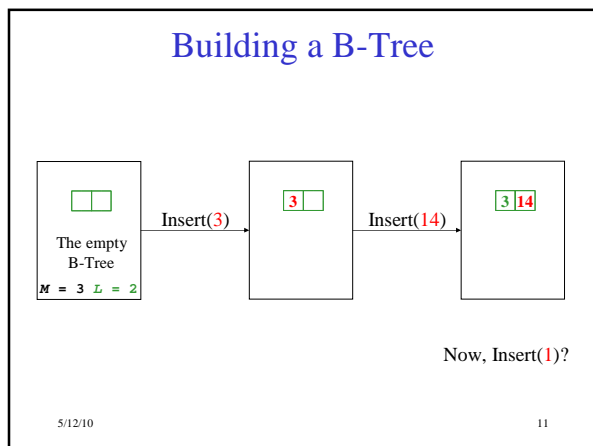 Building a B-Tree
The empty
B-Tree
M = 3 L = 2
Insert(3)
3
Insert(14)
3 14
Now, Insert(1)?
5/12/10
11